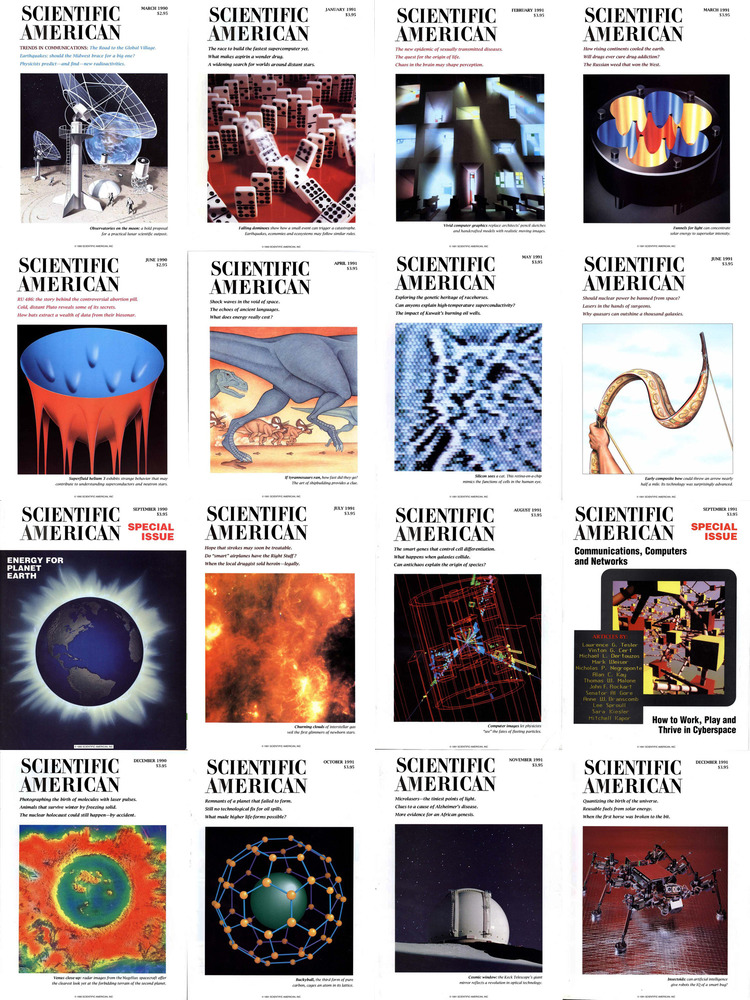 SCIENTIFIC
AMERICAN
MARCH 1990
$2.95
TRENDS IN COMMUNICATIONS: The Road to the Global Village.
Earthquakes: should the Midwest brace for a big one?
Physicists predict—and find—new radioactivities.
Observatories on the moon: a bold proposal
for a practical lunar scientific outpost.
SCIENTIFIC
AMERICAN
JANUARY 1991
$3.95
The race to build the fastest supercomputer yet.
What makes aspirin a wonder drug.
A widening search for worlds around distant stars.
Falling dominoes show how a small event can trigger a catastrophe.
Earthquakes, economies and ecosystems may follow similar rules.
SCIENTIFIC
AMERICAN
FEBRUARY 1991
$3.95
The new epidemic of sexually transmitted diseases.
The quest for the origin of life.
Chaos in the brain may shape perception.
Vivid computer graphics replace architects' pencil sketches
and handcrafted models with realistic moving images.
SCIENTIFIC
AMERICAN
MARCH 1991
$3.95
How rising continents cooled the earth.
Will drugs ever cure drug addiction?
The Russian weed that won the West.
Funnels for light can concentrate
solar energy to supersolar intensity.
SCIENTIFIC
AMERICAN
JUNE 1990
$2.95
RU 486: the story behind the controversial abortion pill.
Cold, distant Pluto reveals some of its secrets.
How bats extract a wealth of data from their biosonar.
Superfluid helium 3 exhibits strange behavior that may
contribute to understanding superconductors and neutron stars.
SCIENTIFIC
AMERICAN
APRIL 1991
$3.95
Shock waves in the void of space.
The echoes of ancient languages.
What does energy really cost?
If tyrannosaurs ran, how fast did they go?
The art of shipbuilding provides a clue.
SCIENTIFIC
AMERICAN
MAY 1991
$3.95
Exploring the genetic heritage of racehorses.
Can anyons explain high-temperature superconductivity?
The impact of Kuwait's burning oil wells.
Silicon sees a cat. This retina-on-a-chip
mimics the functions of cells in the human eye.
SCIENTIFIC
AMERICAN
JUNE 1991
$3.95
Should nuclear power be banned from space?
Lasers in the hands of surgeons.
Why quasars can outshine a thousand galaxies.
Early composite bow could throw an arrow nearly
half a mile. Its technology was surprisingly advanced.
SCIENTIFIC
AMERICAN
SEPTEMBER 1990
$3.95
SPECIAL
ISSUE
ENERGY FOR
PLANET
EARTH
SCIENTIFIC
AMERICAN
JULY 1991
$3.95
Hope that strokes may soon be treatable.
Do "smart" airplanes have the Right Stuff?
When the local druggist sold heroin—legally.
Churning clouds of interstellar gas
veil the first glimmers of newborn stars.
SCIENTIFIC
AMERICAN
AUGUST 1991
$3.95
The smart genes that control cell differentiation.
What happens when galaxies collide.
Can antichaos explain the origin of species?
Computer images let physicists
"see" the fates of fleeting particles.
SCIENTIFIC
AMERICAN
SEPTEMBER 1991
$3.95
SPECIAL
ISSUE
Communications, Computers
and Networks
ARTICLES BY
Lawrence G. Tesler
Vinton G. Cerf
Michael L. Dertouzos
Mark Weiser
Nicholas P. Negroponte
Alan C. Kay
Thomas W. Malone
John F. Rockart
Senator Al Gore
Anne W. Branscomb
Lee Sproull
Sara Kiesler
Mitchell Kapor
How to Work, Play and
Thrive in Cyberspace
SCIENTIFIC
AMERICAN
DECEMBER 1990
$3.95
Photographing the birth of molecules with laser pulses.
Animals that survive winter by freezing solid.
The nuclear holocaust could still happen—by accident.
Venus close-up: radar images from the Magellan spacecraft offer
the clearest look yet at the forbidding terrain of the second planet.
SCIENTIFIC
AMERICAN
OCTOBER 1991
$3.95
Remnants of a planet that failed to form.
Still no technological fix for oil spills.
What made higher life-forms possible?
Buckyball, the third form of pure
carbon, cages an atom in its lattice.
SCIENTIFIC
AMERICAN
NOVEMBER 1991
$3.95
Microlasers—the tiniest points of light.
Clues to a cause of Alzheimer's disease.
More evidence for an African genesis.
Cosmic window: the Keck Telescope's giant
mirror reflects a revolution in optical technology.
SCIENTIFIC
AMERICAN
DECEMBER 1991
$3.95
Quantizing the birth of the universe.
Reusable fuels from solar energy.
When the first horse was broken to the bit.
Insectoids: can artificial intelligence
give robots the IQ of a smart bug?